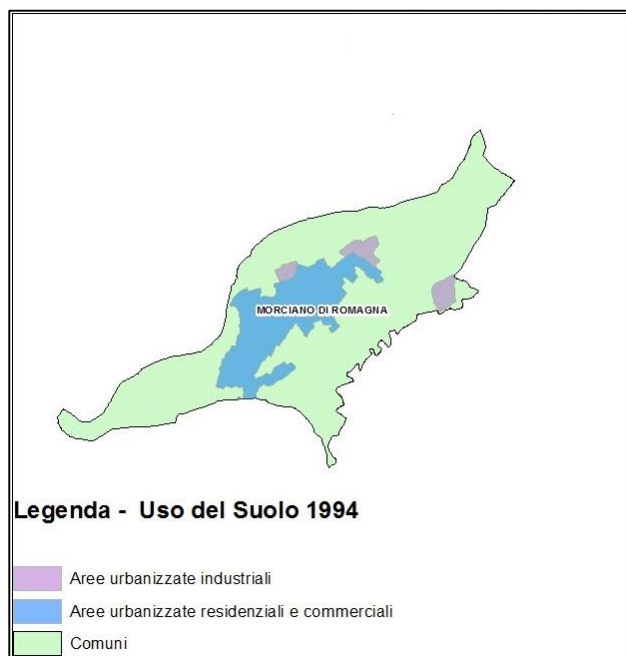 MORCIANO DI ROMAGNA
Legenda - Uso del Suolo 1994
Aree urbanizzate industriali
Aree urbanizzate residenziali e commerciali
Comuni